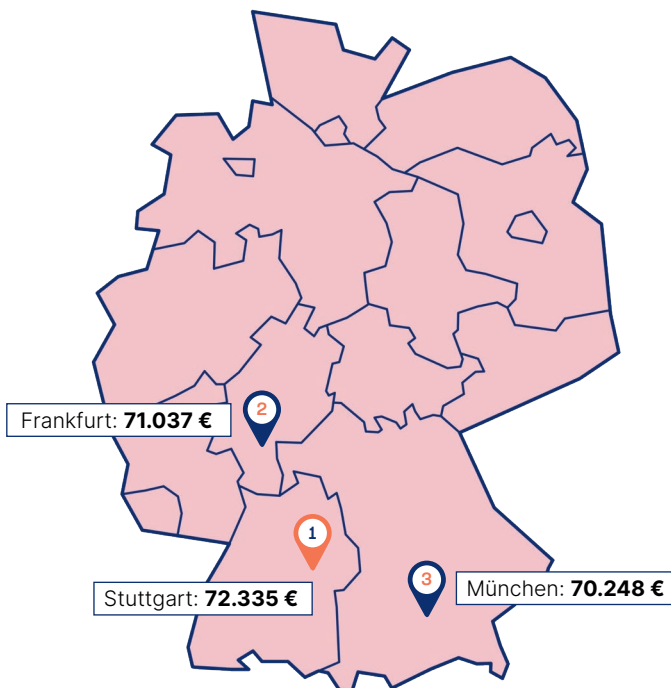 2
Frankfurt: 71.037 €
1
Stuttgart: 72.335 €
3
München: 70.248 €